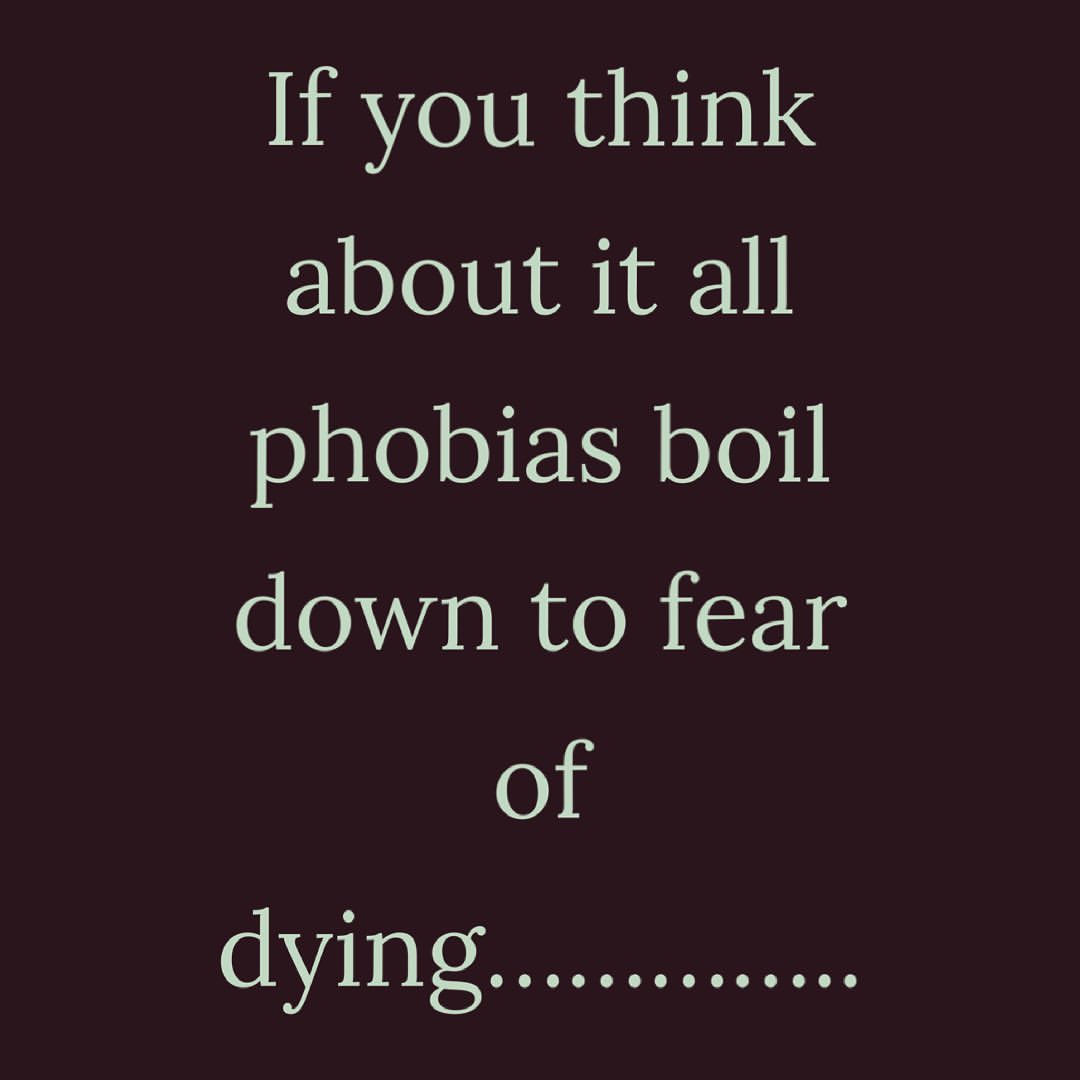 If you think
about it all
phobias boil
down to fear
of
dying..............